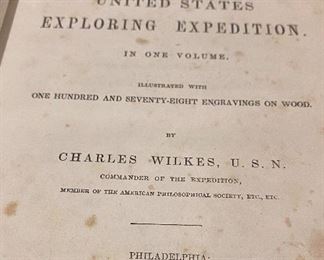 UNITED STATES
EXPLORING EXPEDITION.
IN ONE VOLUME.
ILLUSTRATED WITH
ONE HUNDRED AND SEVENTY-EIGHT ENGRAVINGS ON WOOD.
BY
CHARLES WILKES, U. S. N.
COMMANDER OF THE EXPEDITION,
MEMBER OF THE AMERICAN PHILOSOPHICAL SOCIETY, ETC., ETC.
PHILADELPHIA: